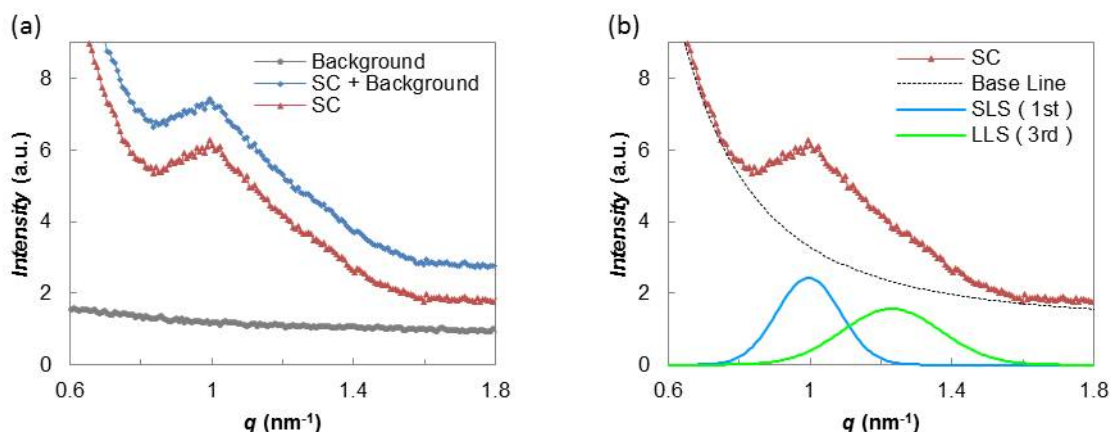 (a)
Background
SC + Background
SC
8
6
4
2
0
Intensity (a.u.)
0.6 1 1.4 1.8
q (nm⁻¹)
(b)
SC
Base Line
SLS ( 1st )
LLS ( 3rd )
8
6
4
2
0
Intensity (a.u.)
0.6 1 1.4 1.8
q (nm⁻¹)